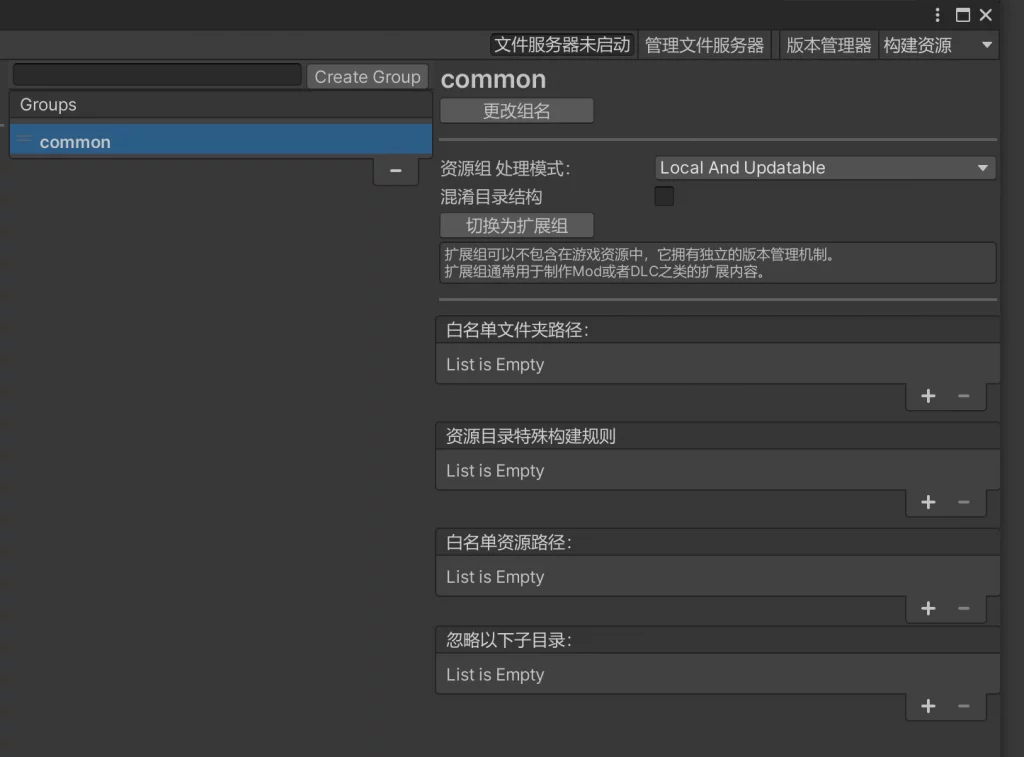 文件服务器未启动 管理文件服务器 版本管理器 构建资源
Create Group
Groups
common
common
更改组名
资源组 处理模式: Local And Updatable
混淆目录结构
切换为扩展组
扩展组可以不包含在游戏资源中，它拥有独立的版本管理机制。
扩展组通常用于制作Mod或者DLC之类的扩展内容。
白名单文件夹路径:
List is Empty
资源目录特殊构建规则
List is Empty
白名单资源路径:
List is Empty
忽略以下子目录:
List is Empty